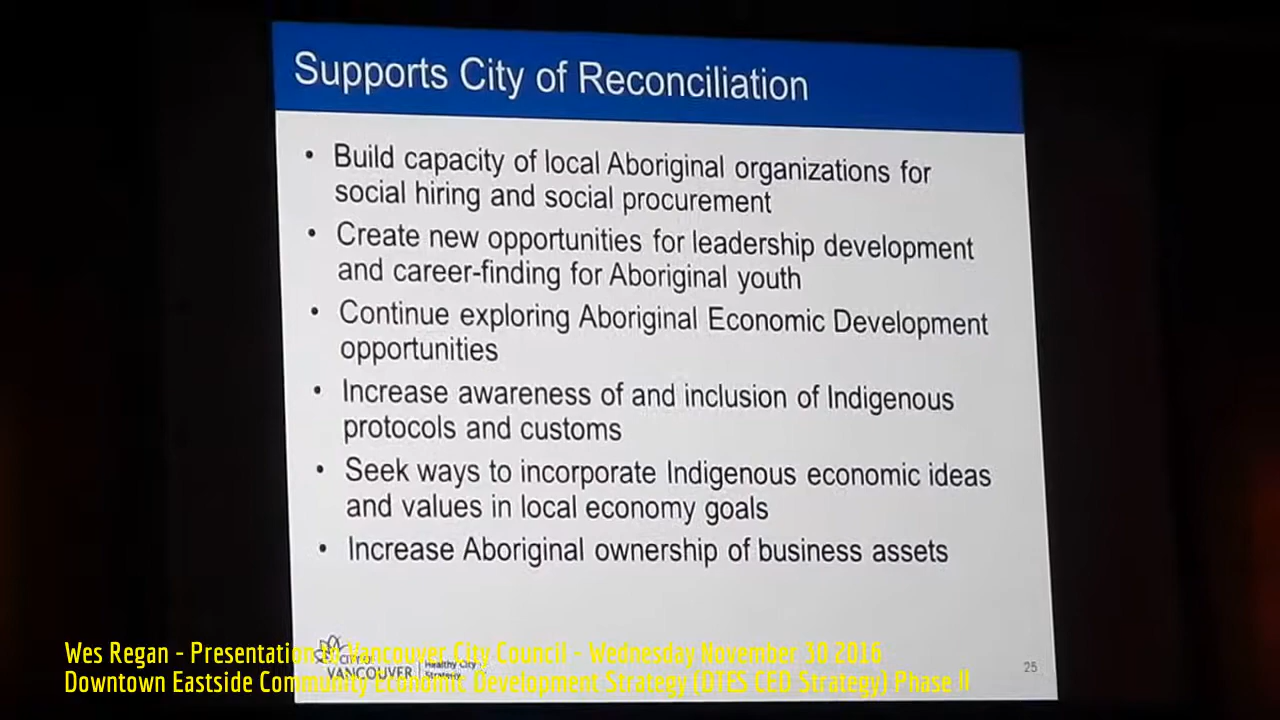 Supports City of Reconciliation
• Build capacity of local Aboriginal organizations for
social hiring and social procurement
• Create new opportunities for leadership development
and career-finding for Aboriginal youth
• Continue exploring Aboriginal Economic Development
opportunities
• Increase awareness of and inclusion of Indigenous
protocols and customs
• Seek ways to incorporate Indigenous economic ideas
and values in local economy goals
• Increase Aboriginal ownership of business assets
CITY OF
VANCOUVER
Healthy City
Strategy
25
Wes Regan - Presentation to Vancouver City Council - Wednesday November 30 2016
Downtown Eastside Community Economic Development Strategy (DTES CED Strategy) Phase II